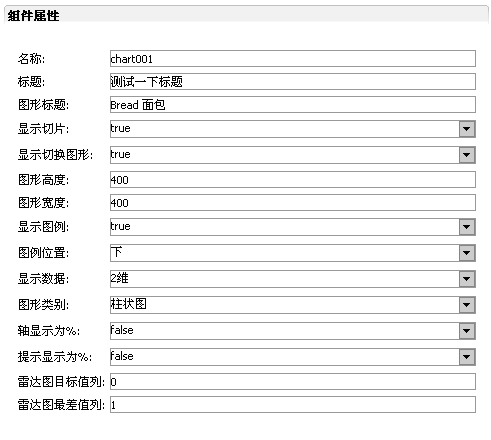 组件属性
名称: chart001
标题: 测试一下标题
图形标题: Bread 面包
显示切片: true
显示切换图形: true
图形高度: 400
图形宽度: 400
显示图例: true
图例位置: 下
显示数据: 2维
图形类别: 柱状图
轴显示为%: false
提示显示为%: false
雷达图目标值列: 0
雷达图最差值列: 1